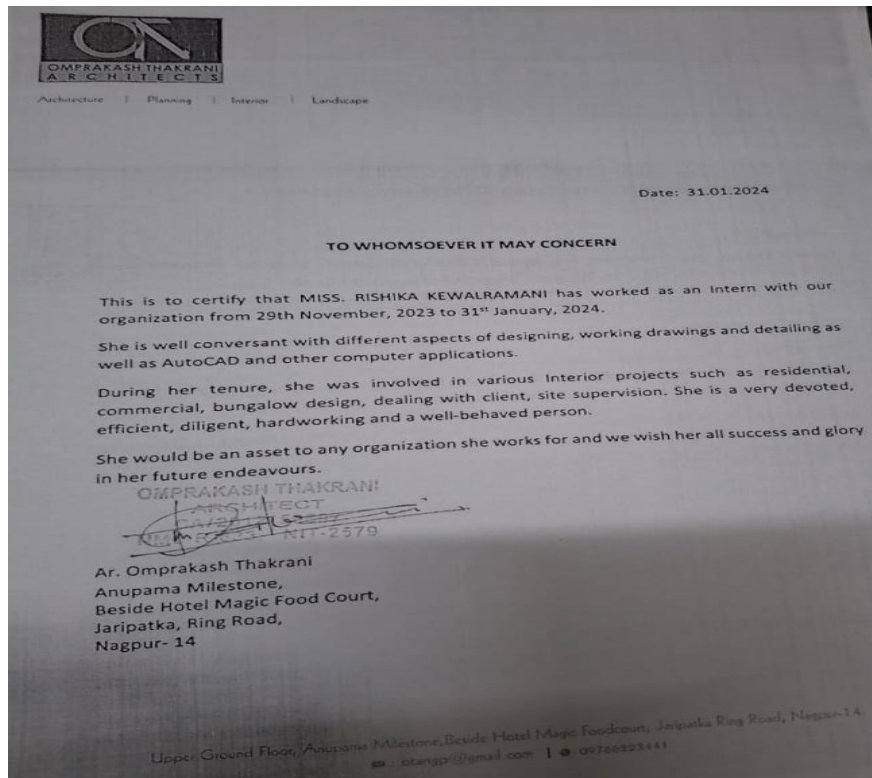 OMPRAKASH THAKRANI
ARCHITECTS
Architecture | Planning | Interior | Landscape
Date: 31.01.2024
TO WHOMSOEVER IT MAY CONCERN
This is to certify that MISS. RISHIKA KEWALRAMANI has worked as an Intern with our
organization from 29th November, 2023 to 31st January, 2024.
She is well conversant with different aspects of designing, working drawings and detailing as
well as AutoCAD and other computer applications.
During her tenure, she was involved in various Interior projects such as residential,
commercial, bungalow design, dealing with client, site supervision. She is a very devoted,
efficient, diligent, hardworking and a well-behaved person.
She would be an asset to any organization she works for and we wish her all success and glory
in her future endeavours.
OMPRAKASH THAKRANI
ARCHITECT
NIT-2579
Ar. Omprakash Thakrani
Anupama Milestone,
Beside Hotel Magic Food Court,
Jaripatka, Ring Road,
Nagpur- 14
Upper Ground Floor, Anupama Milestone, Beside Hotel Magic Foodcourt, Jaripatka Ring Road, Nagpur-14.
: otangpi@gmail.com |